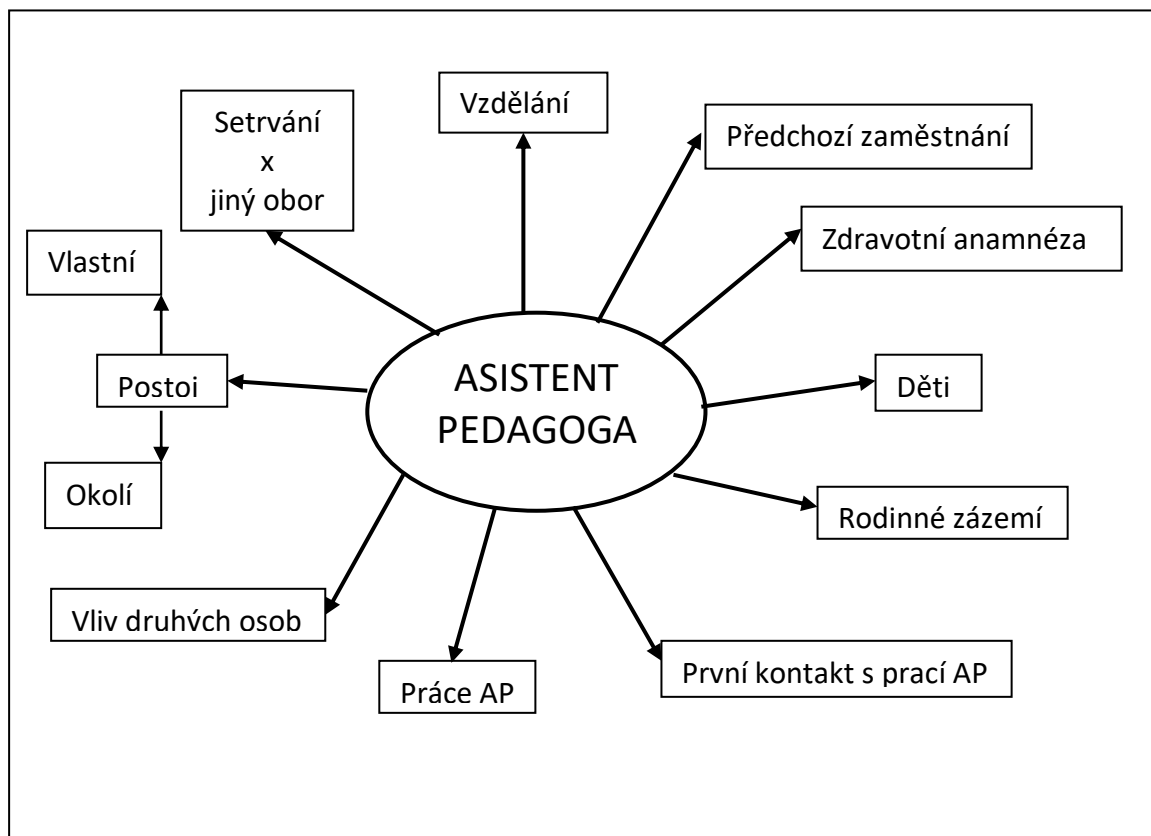 Vzdělání
Setrvání
x
jiný obor
Předchozí zaměstnání
Zdravotní anamnéza
Vlastní
Postoj
Okolí
ASISTENT
PEDAGOGA
Děti
Rodinné zázemí
Vliv druhých osob
Práce AP
První kontakt s prací AP